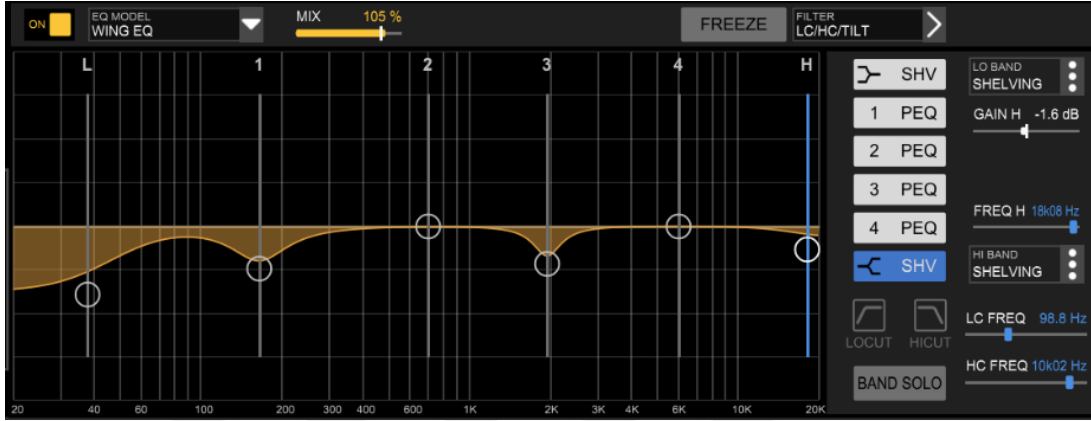 ON
EQ MODEL
WING EQ
MIX 105 %
FREEZE
FILTER
LC/HC/TILT
L 1 2 3 4 H
SHV
1 PEQ
2 PEQ
3 PEQ
4 PEQ
SHV
LOCUT HICUT
BAND SOLO
LO BAND
SHELVING
GAIN H -1.6 dB
FREQ H 18k08 Hz
HI BAND
SHELVING
LC FREQ 98.8 Hz
HC FREQ 10k02 Hz
20 40 60 100 200 300 400 600 1K 2K 3K 4K 6K 10K 20K